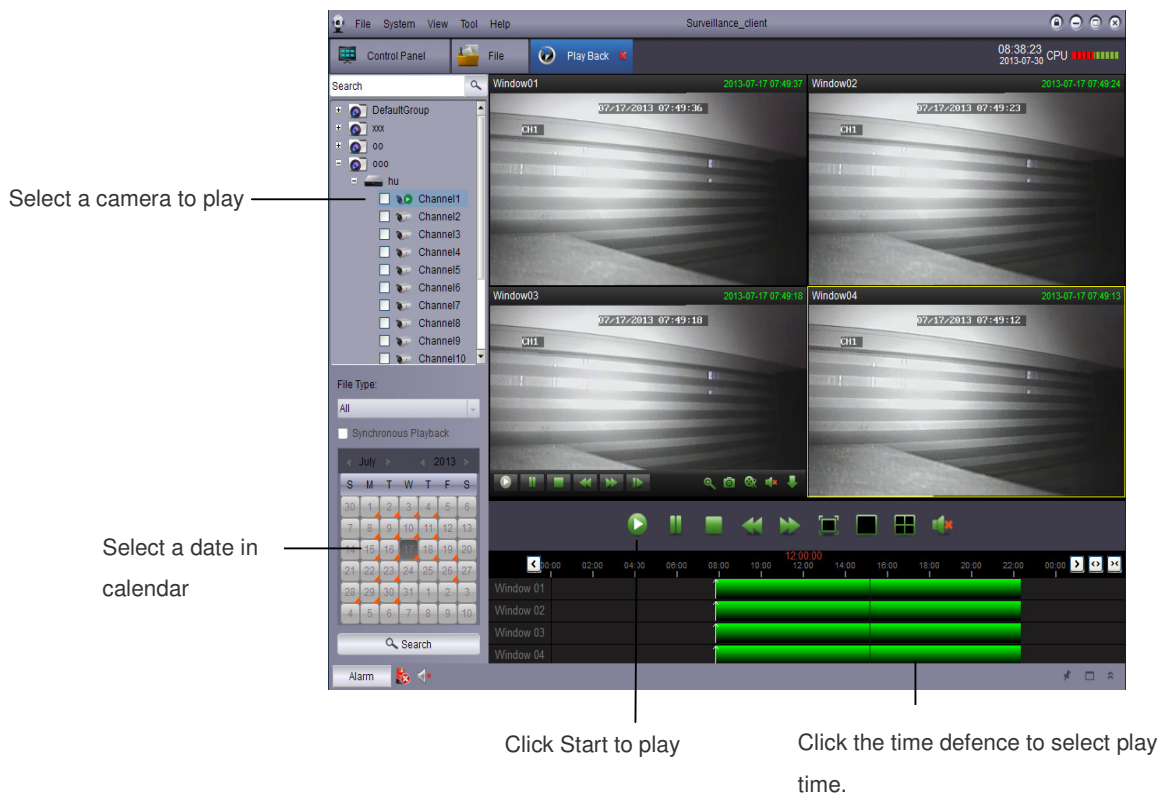 File System View Tool Help Surveillance_client
Control Panel File Play Back 08:38:23 CPU
2013-07-30
Search
DefaultGroup
xxx
oo
ooo
hu
Channel1
Channel2
Channel3
Channel4
Channel5
Channel6
Channel7
Channel8
Channel9
Channel10
Select a camera to play
Window01 2013-07-17 07:49:37
07/17/2013 07:49:36
CH1
Window02 2013-07-17 07:49:24
07/17/2013 07:49:23
CH1
Window03 2013-07-17 07:49:18
07/17/2013 07:49:18
CH1
Window04 2013-07-17 07:49:13
07/17/2013 07:49:12
CH1
File Type:
All
Synchronous Playback
July 2013
S M T W T F S
30 1 2 3 4 5 6
7 8 9 10 11 12 13
14 15 16 17 18 19 20
21 22 23 24 25 26 27
28 29 30 31 1 2 3
4 5 6 7 8 9 10
Search
Select a date in
calendar
12:00:00
00:00 02:00 04:00 06:00 08:00 10:00 12:00 14:00 16:00 18:00 20:00 22:00 00:00
Window 01
Window 02
Window 03
Window 04
Alarm
Click Start to play
Click the time defence to select play
time.